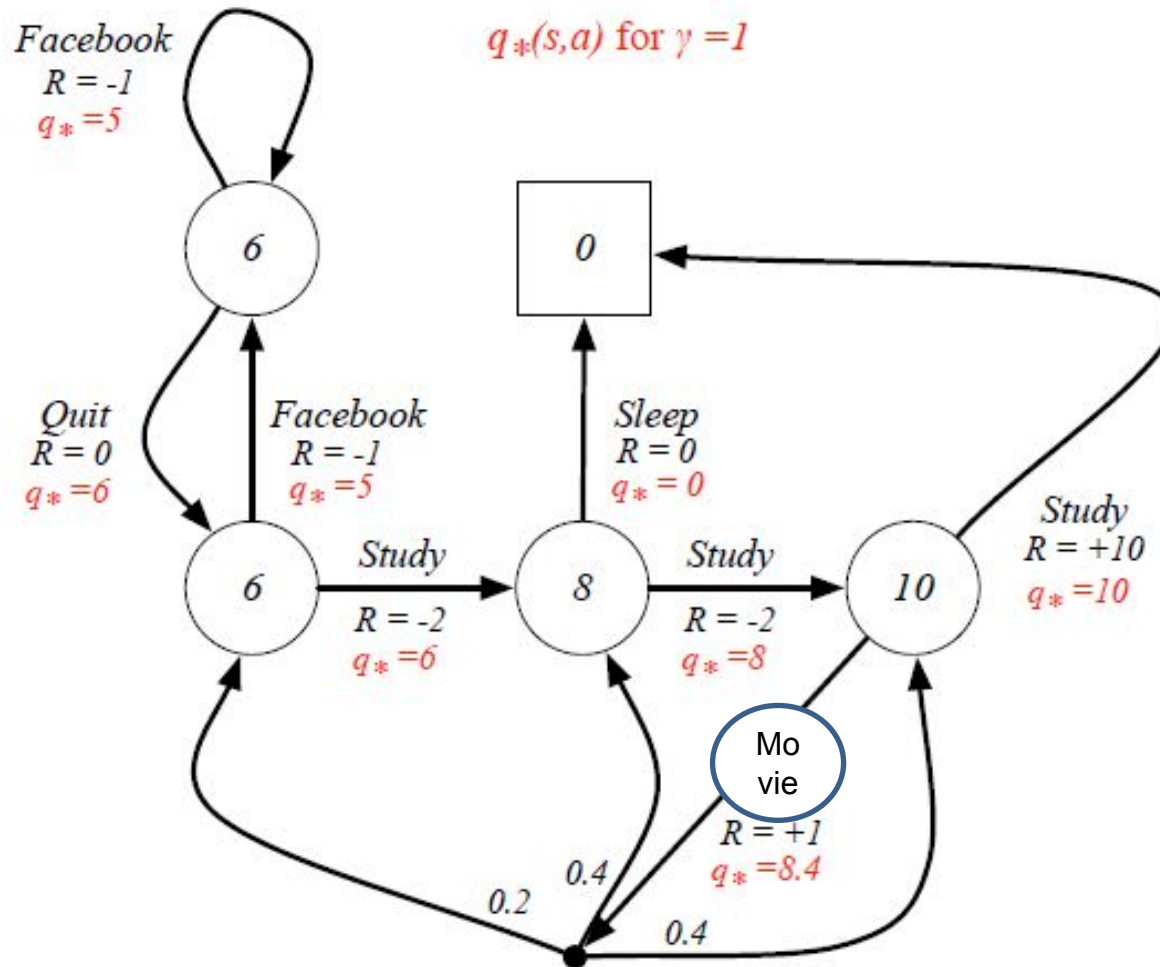 q*(s,a) for γ =1
Facebook
R = -1
q* =5
6
0
Quit
R = 0
q* =6
Facebook
R = -1
q* =5
Sleep
R = 0
q* = 0
Study
R = +10
q* =10
6
Study
R = -2
q* =6
8
Study
R = -2
q* =8
10
Mo
vie
R = +1
q* =8.4
0.2
0.4
0.4